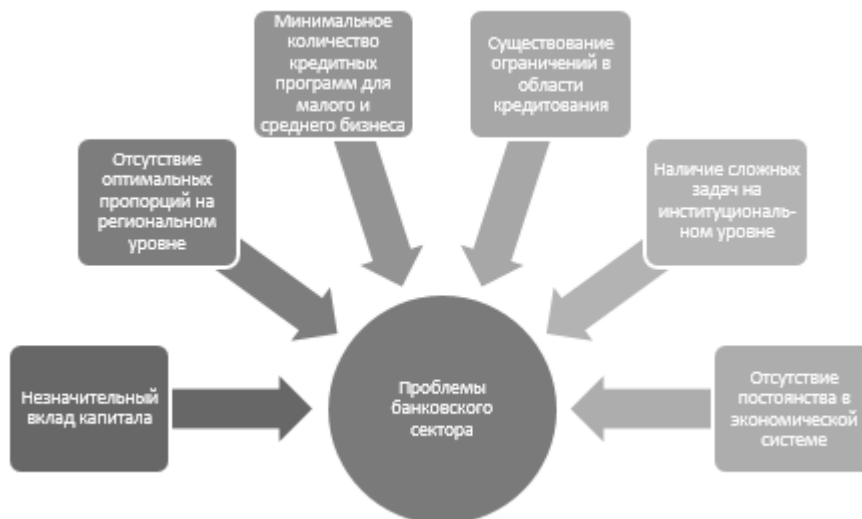 Минимальное
количество
кредитных
программ для
малого и
среднего бизнеса
Существование
ограничений в
области
кредитования
Отсутствие
оптимальных
пропорций на
региональном
уровне
Наличие сложных
задач на
институциональ-
ном уровне
Незначительный
вклад капитала
Проблемы
банковского
сектора
Отсутствие
постоянства в
экономической
системе